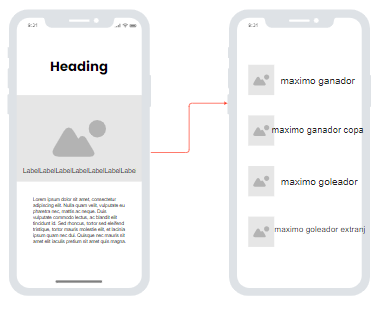 9:21
Heading
LabelLabelLabelLabelLabelLabe
Lorem ipsum dolor sit amet, consectetur
adipiscing elit. Nulla quam velit, vulputate eu
pharetra nec, mattis ac neque. Duis
vulputate commodo lectus, ac blandit elit
tincidunt id. Sed rhoncus, tortor sed eleifend
tristique, tortor mauris molestie elit, et lacinia
ipsum quam nec dui. Quisque nec mauris sit
amet elit iaculis pretium sit amet quis magna.
9:21
maximo ganador
maximo ganador copa
maximo goleador
maximo goleador extranj